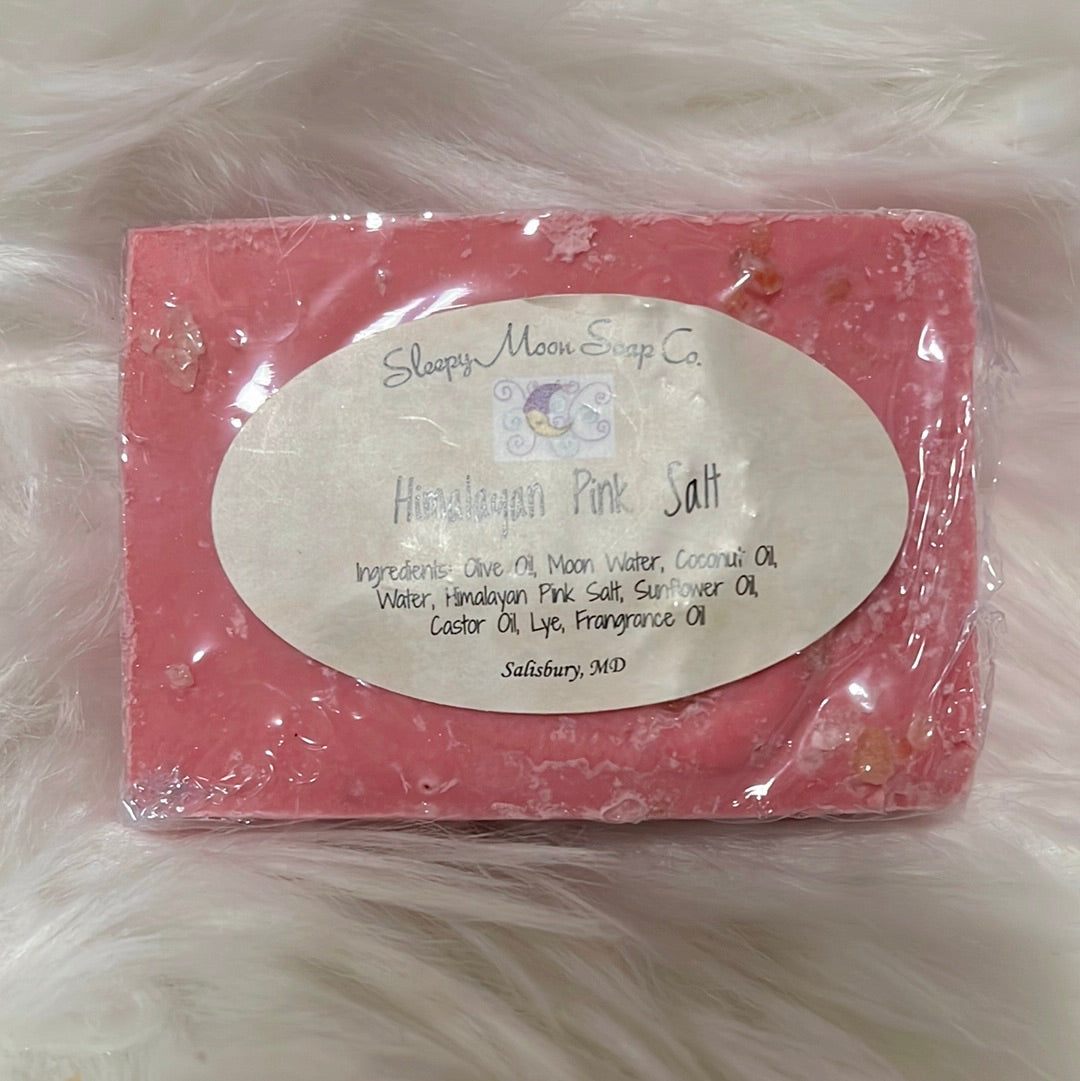 Sleepy Moon Soap Co.
Himalayan Pink Salt
Ingredients: Olive Oil, Moon Water, Coconut Oil,
Water, Himalayan Pink Salt, Sunflower Oil,
Castor Oil, Lye, Frangrance Oil
Salisbury, MD